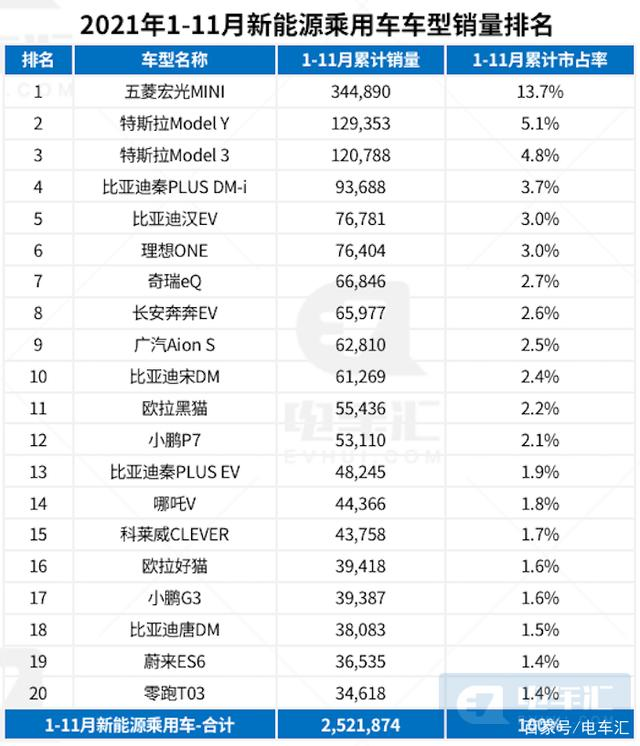 2021年1-11月新能源乘用车车型销量排名
排名 车型名称 1-11月累计销量 1-11月累计市占率
1 五菱宏光MINI 344,890 13.7%
2 特斯拉Model Y 129,353 5.1%
3 特斯拉Model 3 120,788 4.8%
4 比亚迪秦PLUS DM-i 93,688 3.7%
5 比亚迪汉EV 76,781 3.0%
6 理想ONE 76,404 3.0%
7 奇瑞eQ 66,846 2.7%
8 长安奔奔EV 65,977 2.6%
9 广汽Aion S 62,810 2.5%
10 比亚迪宋DM 61,269 2.4%
11 欧拉黑猫 55,436 2.2%
12 小鹏P7 53,110 2.1%
13 比亚迪秦PLUS EV 48,245 1.9%
14 哪吒V 44,366 1.8%
15 科莱威CLEVER 43,758 1.7%
16 欧拉好猫 39,418 1.6%
17 小鹏G3 39,387 1.6%
18 比亚迪唐DM 38,083 1.5%
19 蔚来ES6 36,535 1.4%
20 零跑T03 34,618 1.4%
1-11月新能源乘用车-合计 2,521,874 100%
电车汇
EVHUI.COM
电车汇
百家号/电车汇